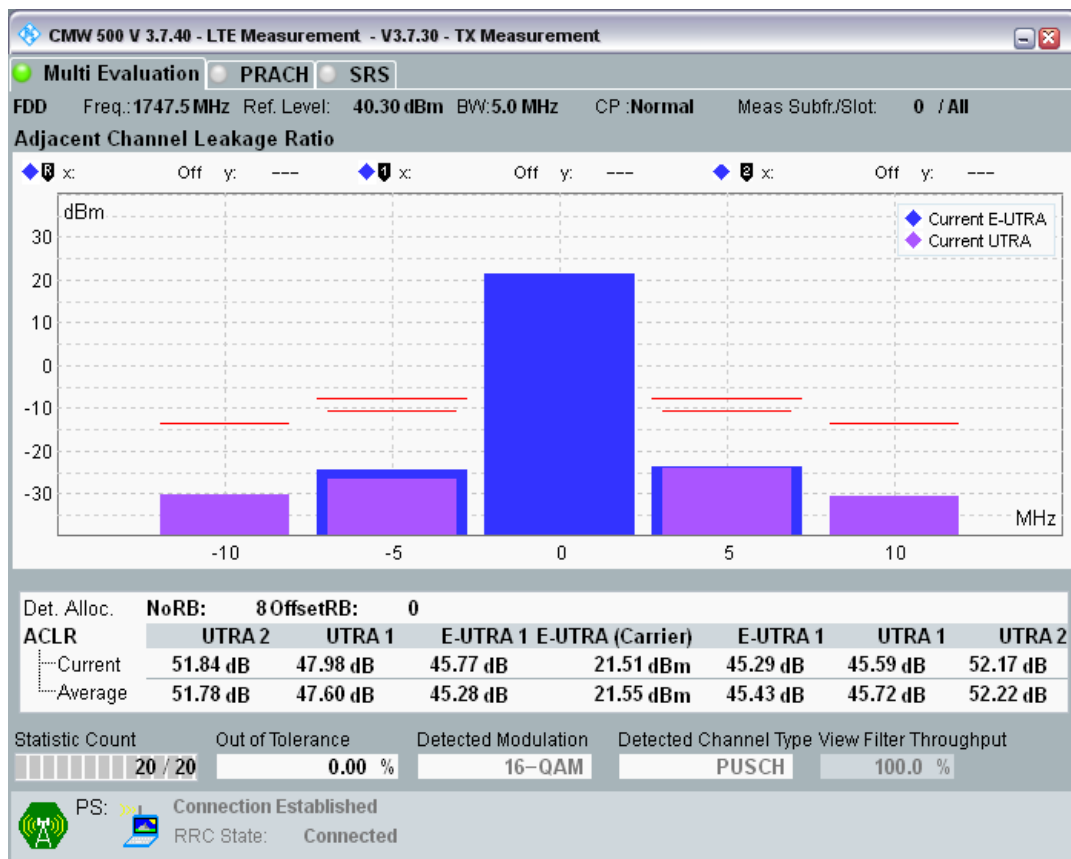 CMW 500 V 3.7.40 - LTE Measurement - V3.7.30 - TX Measurement
Multi Evaluation PRACH SRS
FDD Freq.:1747.5 MHz Ref. Level: 40.30 dBm BW:5.0 MHz CP :Normal Meas Subfr./Slot: 0 / All
Adjacent Channel Leakage Ratio
R x: Off y: --- 1 x: Off y: --- 2 x: Off y: ---
dBm
Current E-UTRA
Current UTRA
30
20
10
0
-10
-20
-30
MHz
-10 -5 0 5 10
Det. Alloc. NoRB: 8 OffsetRB: 0
ACLR UTRA 2 UTRA 1 E-UTRA 1 E-UTRA (Carrier) E-UTRA 1 UTRA 1 UTRA 2
Current 51.84 dB 47.98 dB 45.77 dB 21.51 dBm 45.29 dB 45.59 dB 52.17 dB
Average 51.78 dB 47.60 dB 45.28 dB 21.55 dBm 45.43 dB 45.72 dB 52.22 dB
Statistic Count Out of Tolerance Detected Modulation Detected Channel Type View Filter Throughput
20 / 20 0.00 % 16-QAM PUSCH 100.0 %
PS: Connection Established
RRC State: Connected